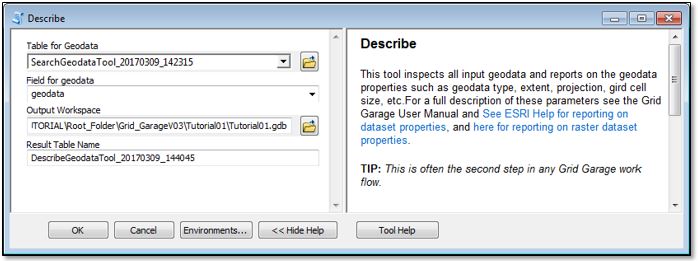 Describe
Table for Geodata
SearchGeodataTool_20170309_142315
Field for geodata
geodata
Output Workspace
ITORIAL\Root_Folder\Grid_GarageV03\Tutorial01\Tutorial01.gdb
Result Table Name
DescribeGeodataTool_20170309_144045
OK
Cancel
Environments...
<< Hide Help
Tool Help
Describe
This tool inspects all input geodata and reports on the geodata
properties such as geodata type, extent, projection, gird cell
size, etc.For a full description of these parameters see the Grid
Garage User Manual and See ESRI Help for reporting on
dataset properties, and here for reporting on raster dataset
properties.
TIP: This is often the second step in any Grid Garage work
flow.